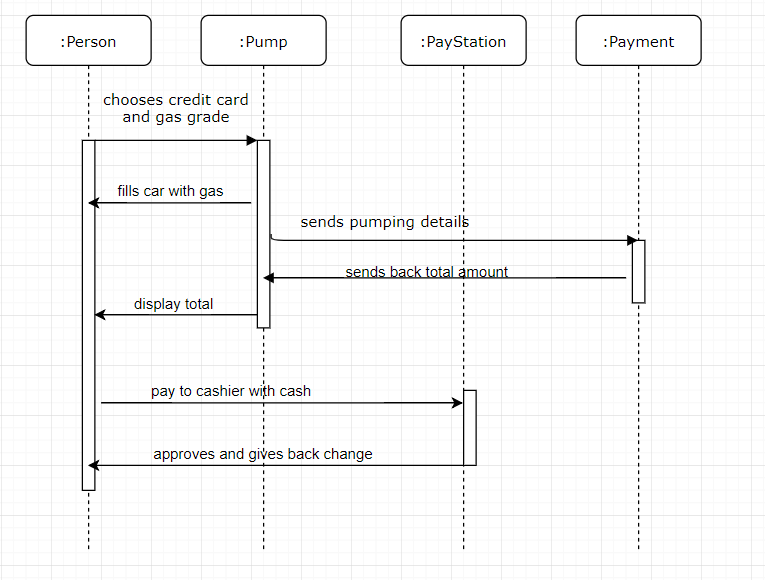 :Person
:Pump
:PayStation
:Payment
chooses credit card
and gas grade
fills car with gas
sends pumping details
sends back total amount
display total
pay to cashier with cash
approves and gives back change